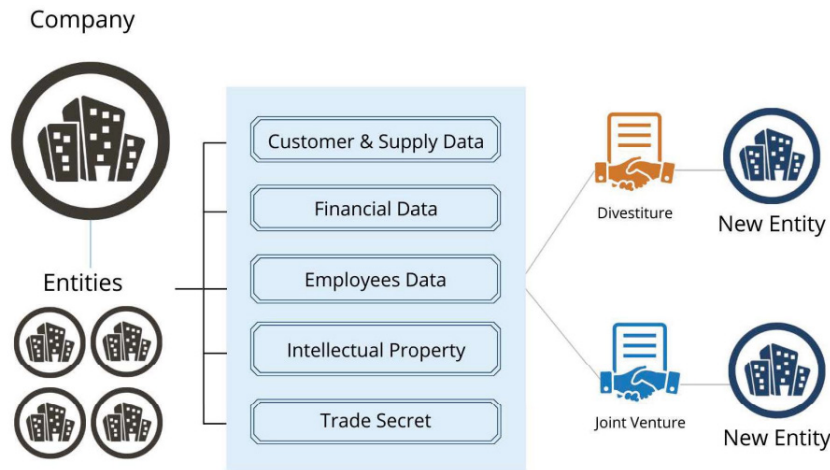 Company
Entities
Customer & Supply Data
Financial Data
Employees Data
Intellectual Property
Trade Secret
Divestiture
New Entity
Joint Venture
New Entity